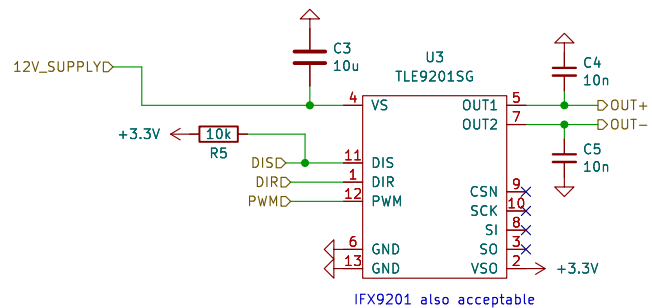 C3
10u
12V_SUPPLY
U3
TLE9201SG
C4
10n
4
VS
OUT1
5
OUT+
OUT2
7
OUT-
+3.3V
10k
R5
C5
10n
DIS
11
DIS
DIR
1
DIR
PWM
12
PWM
CSN
9
SCK
10
SI
8
SO
3
6
GND
13
GND
VSO
2
+3.3V
IFX9201 also acceptable